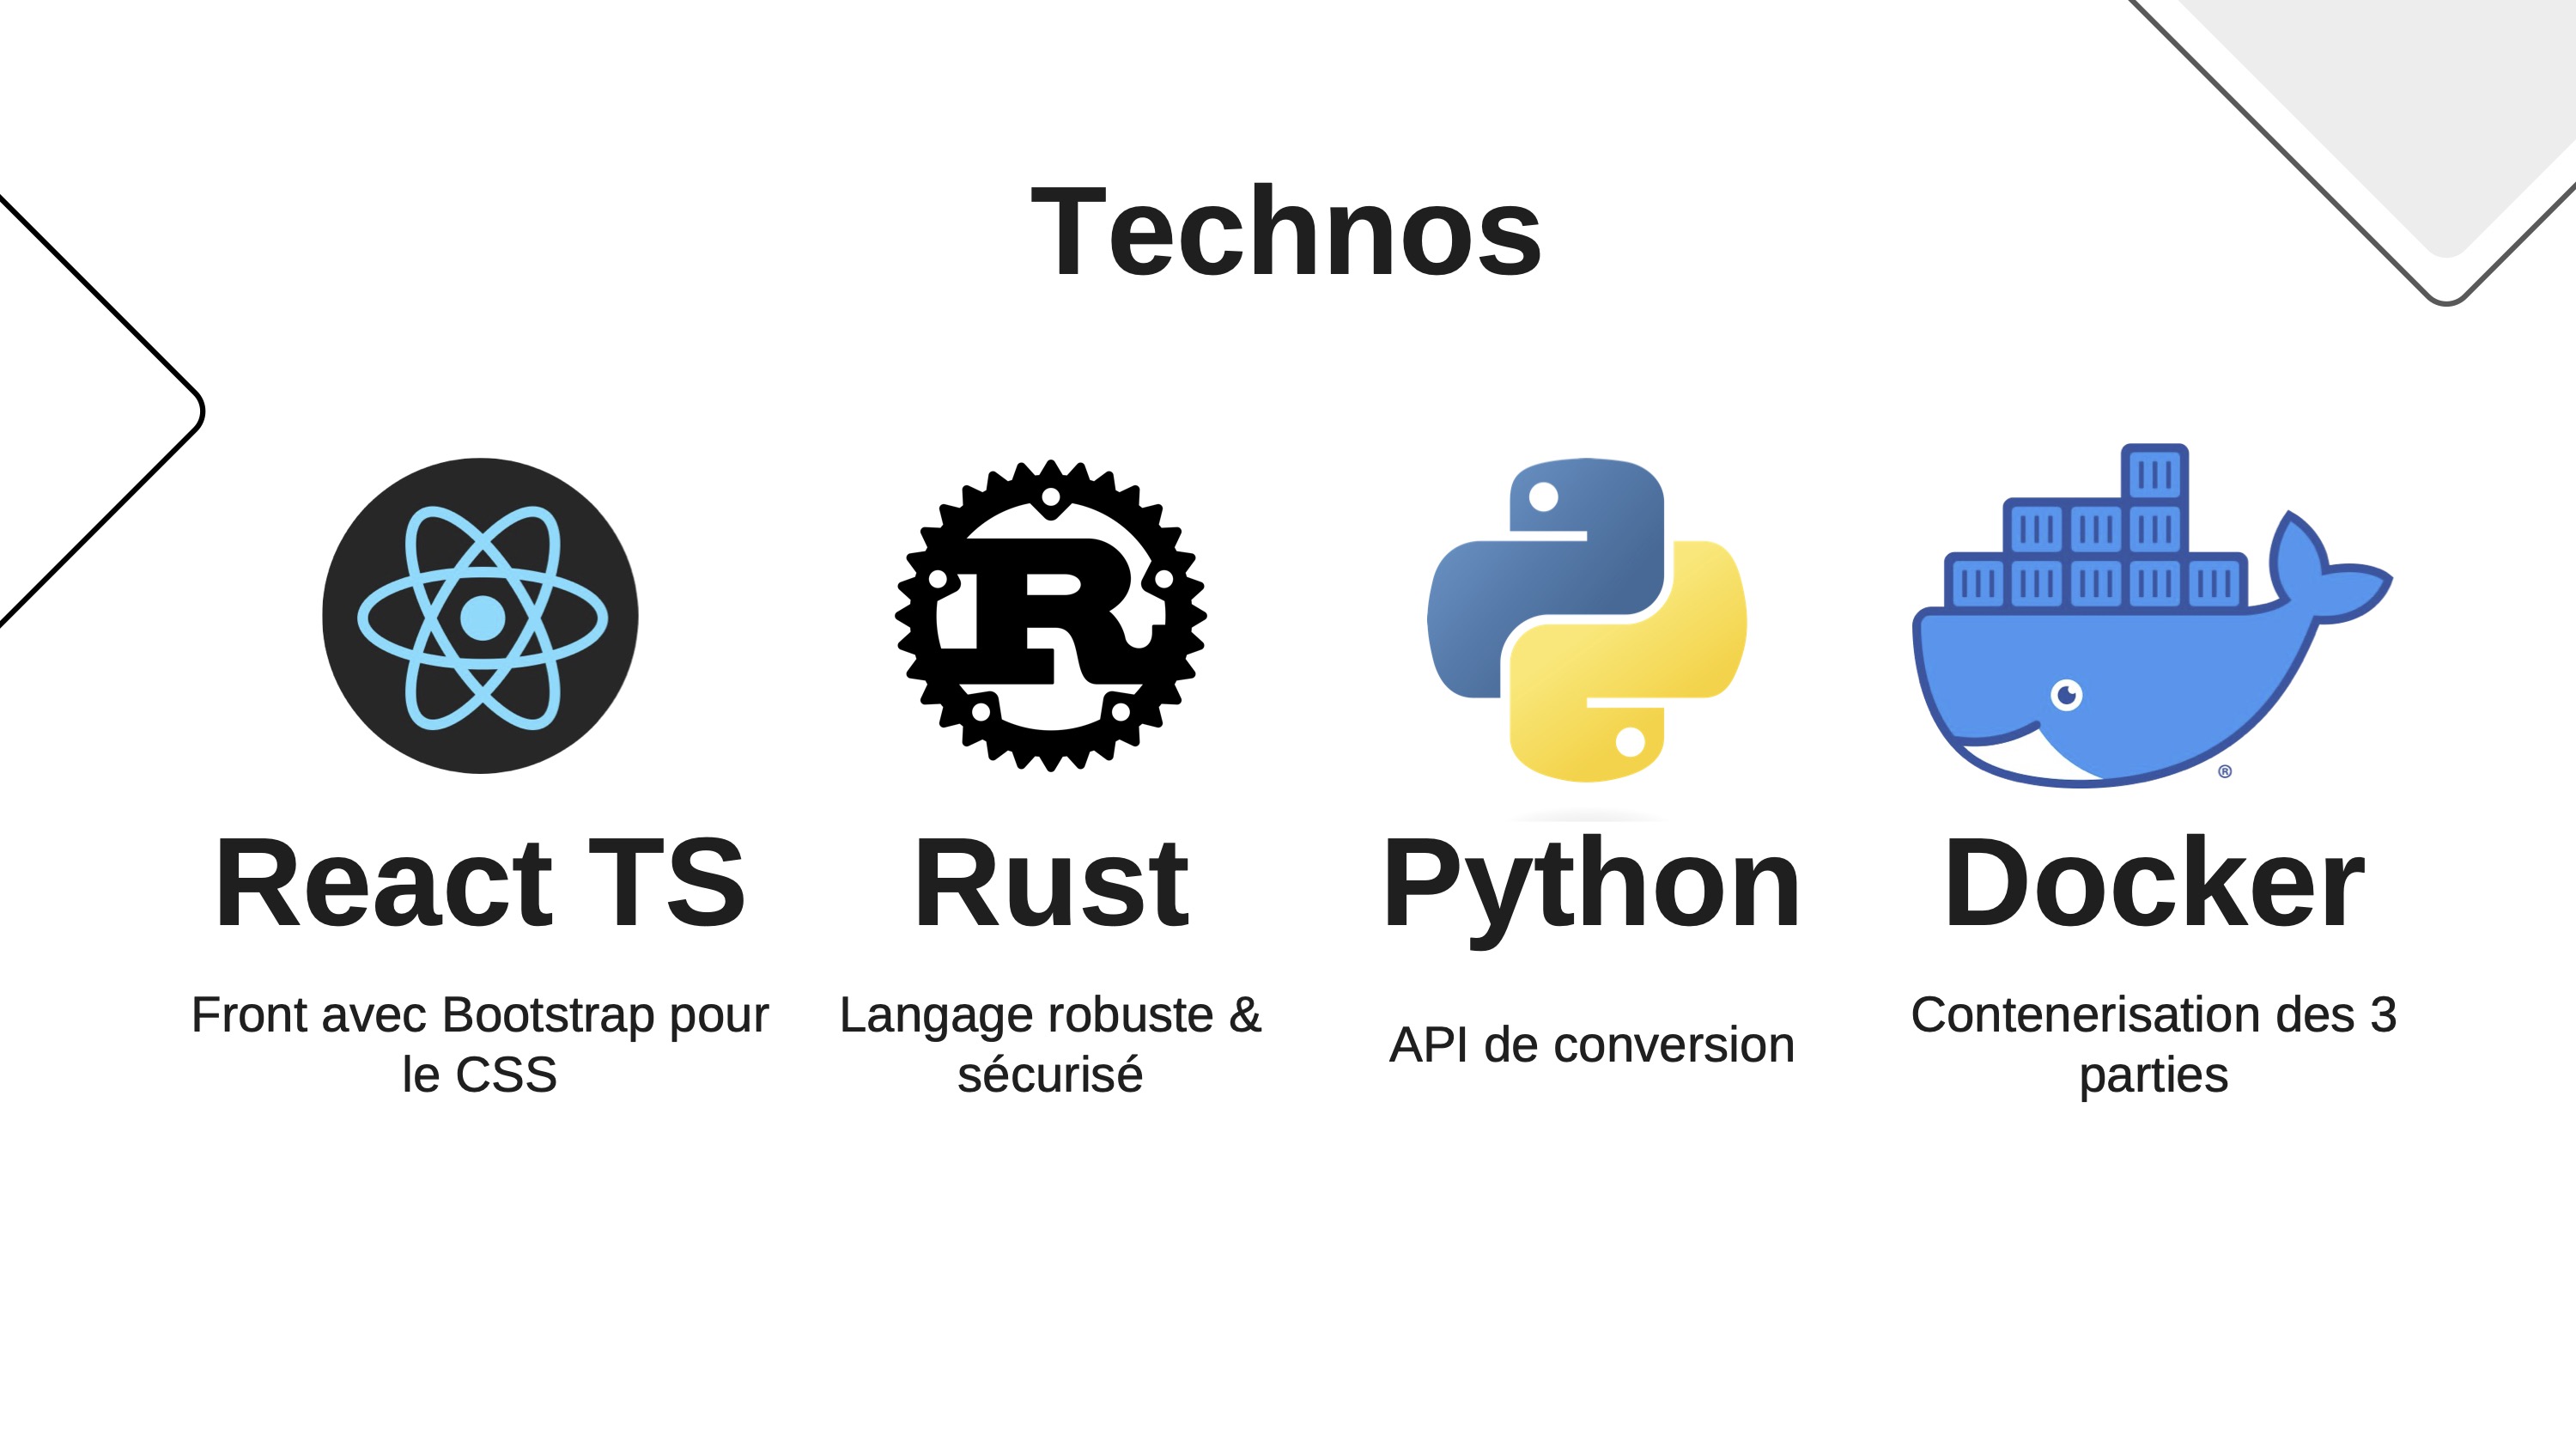 Technos
React TS
Front avec Bootstrap pour
le CSS
Rust
Langage robuste &
sécurisé
Python
API de conversion
®
Docker
Contenerisation des 3
parties